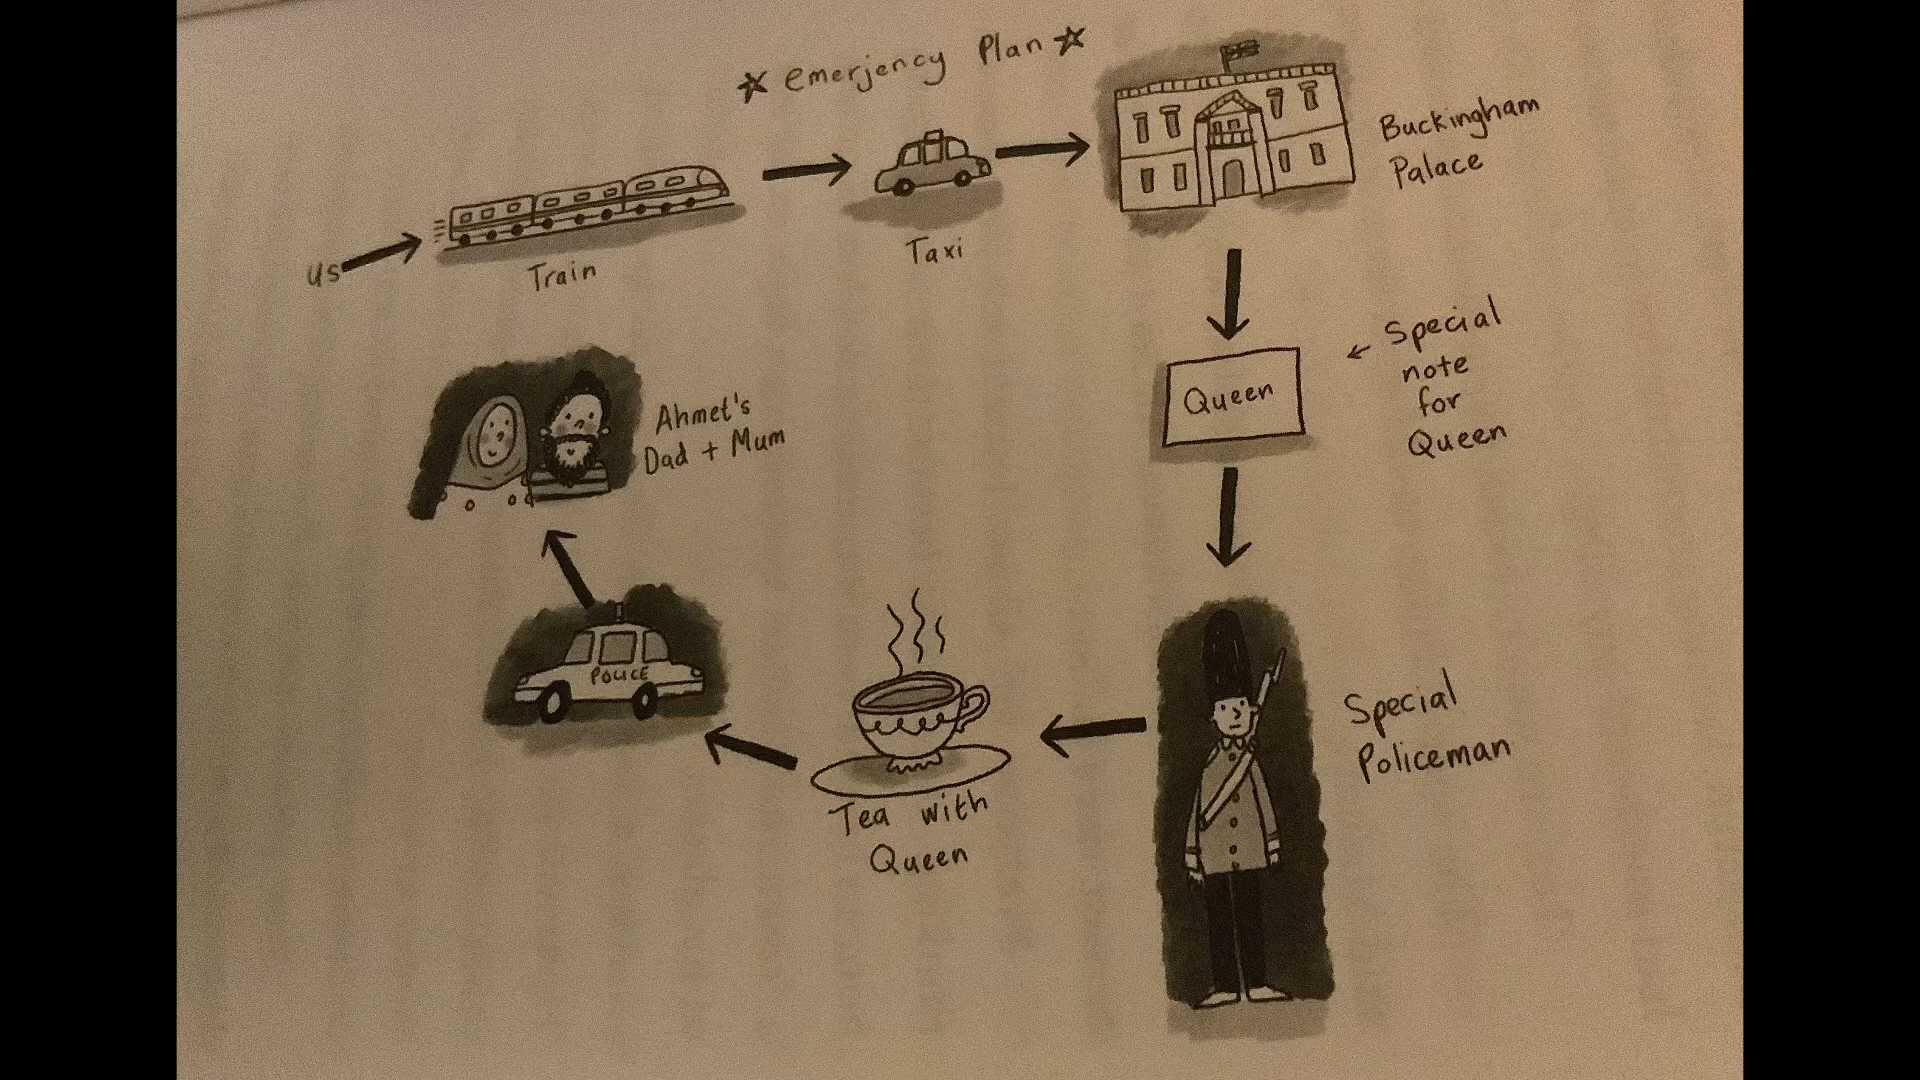 ☆ emerjency Plan ☆
Us
Train
Taxi
Buckingham
Palace
Queen
Special
note
for
Queen
Special
Policeman
Tea with
Queen
POLICE
Ahmet's
Dad + Mum